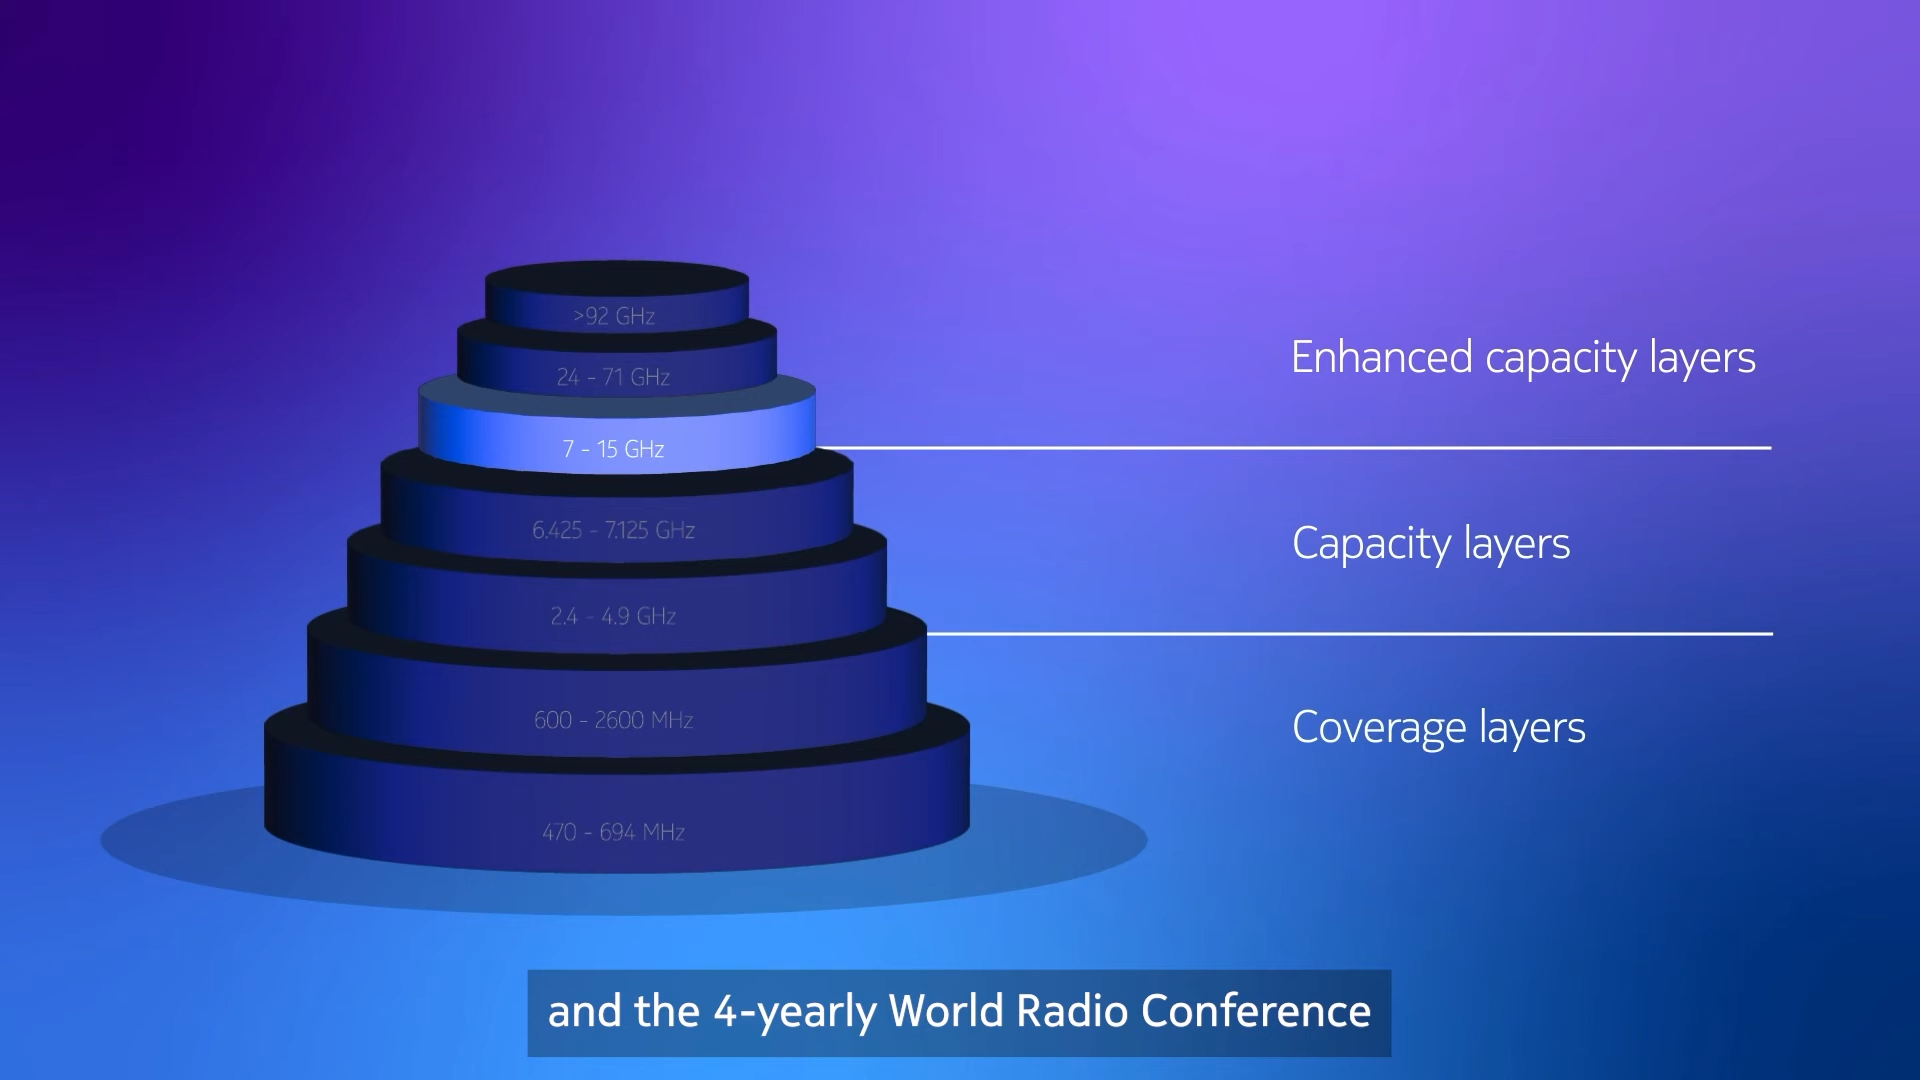 >92 GHz
24 - 71 GHz
7 - 15 GHz
6.425 - 7.125 GHz
2.4 - 4.9 GHz
600 - 2600 MHz
470 - 694 MHz
Enhanced capacity layers
Capacity layers
Coverage layers
and the 4-yearly World Radio Conference